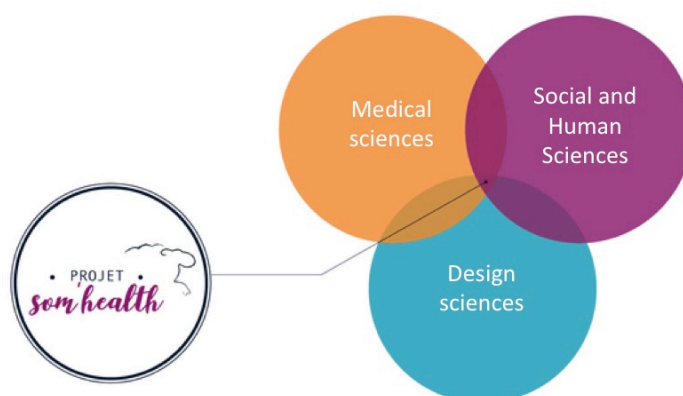 Medical
sciences
Social and
Human
Sciences
Design
sciences
• PROJET •
som'health